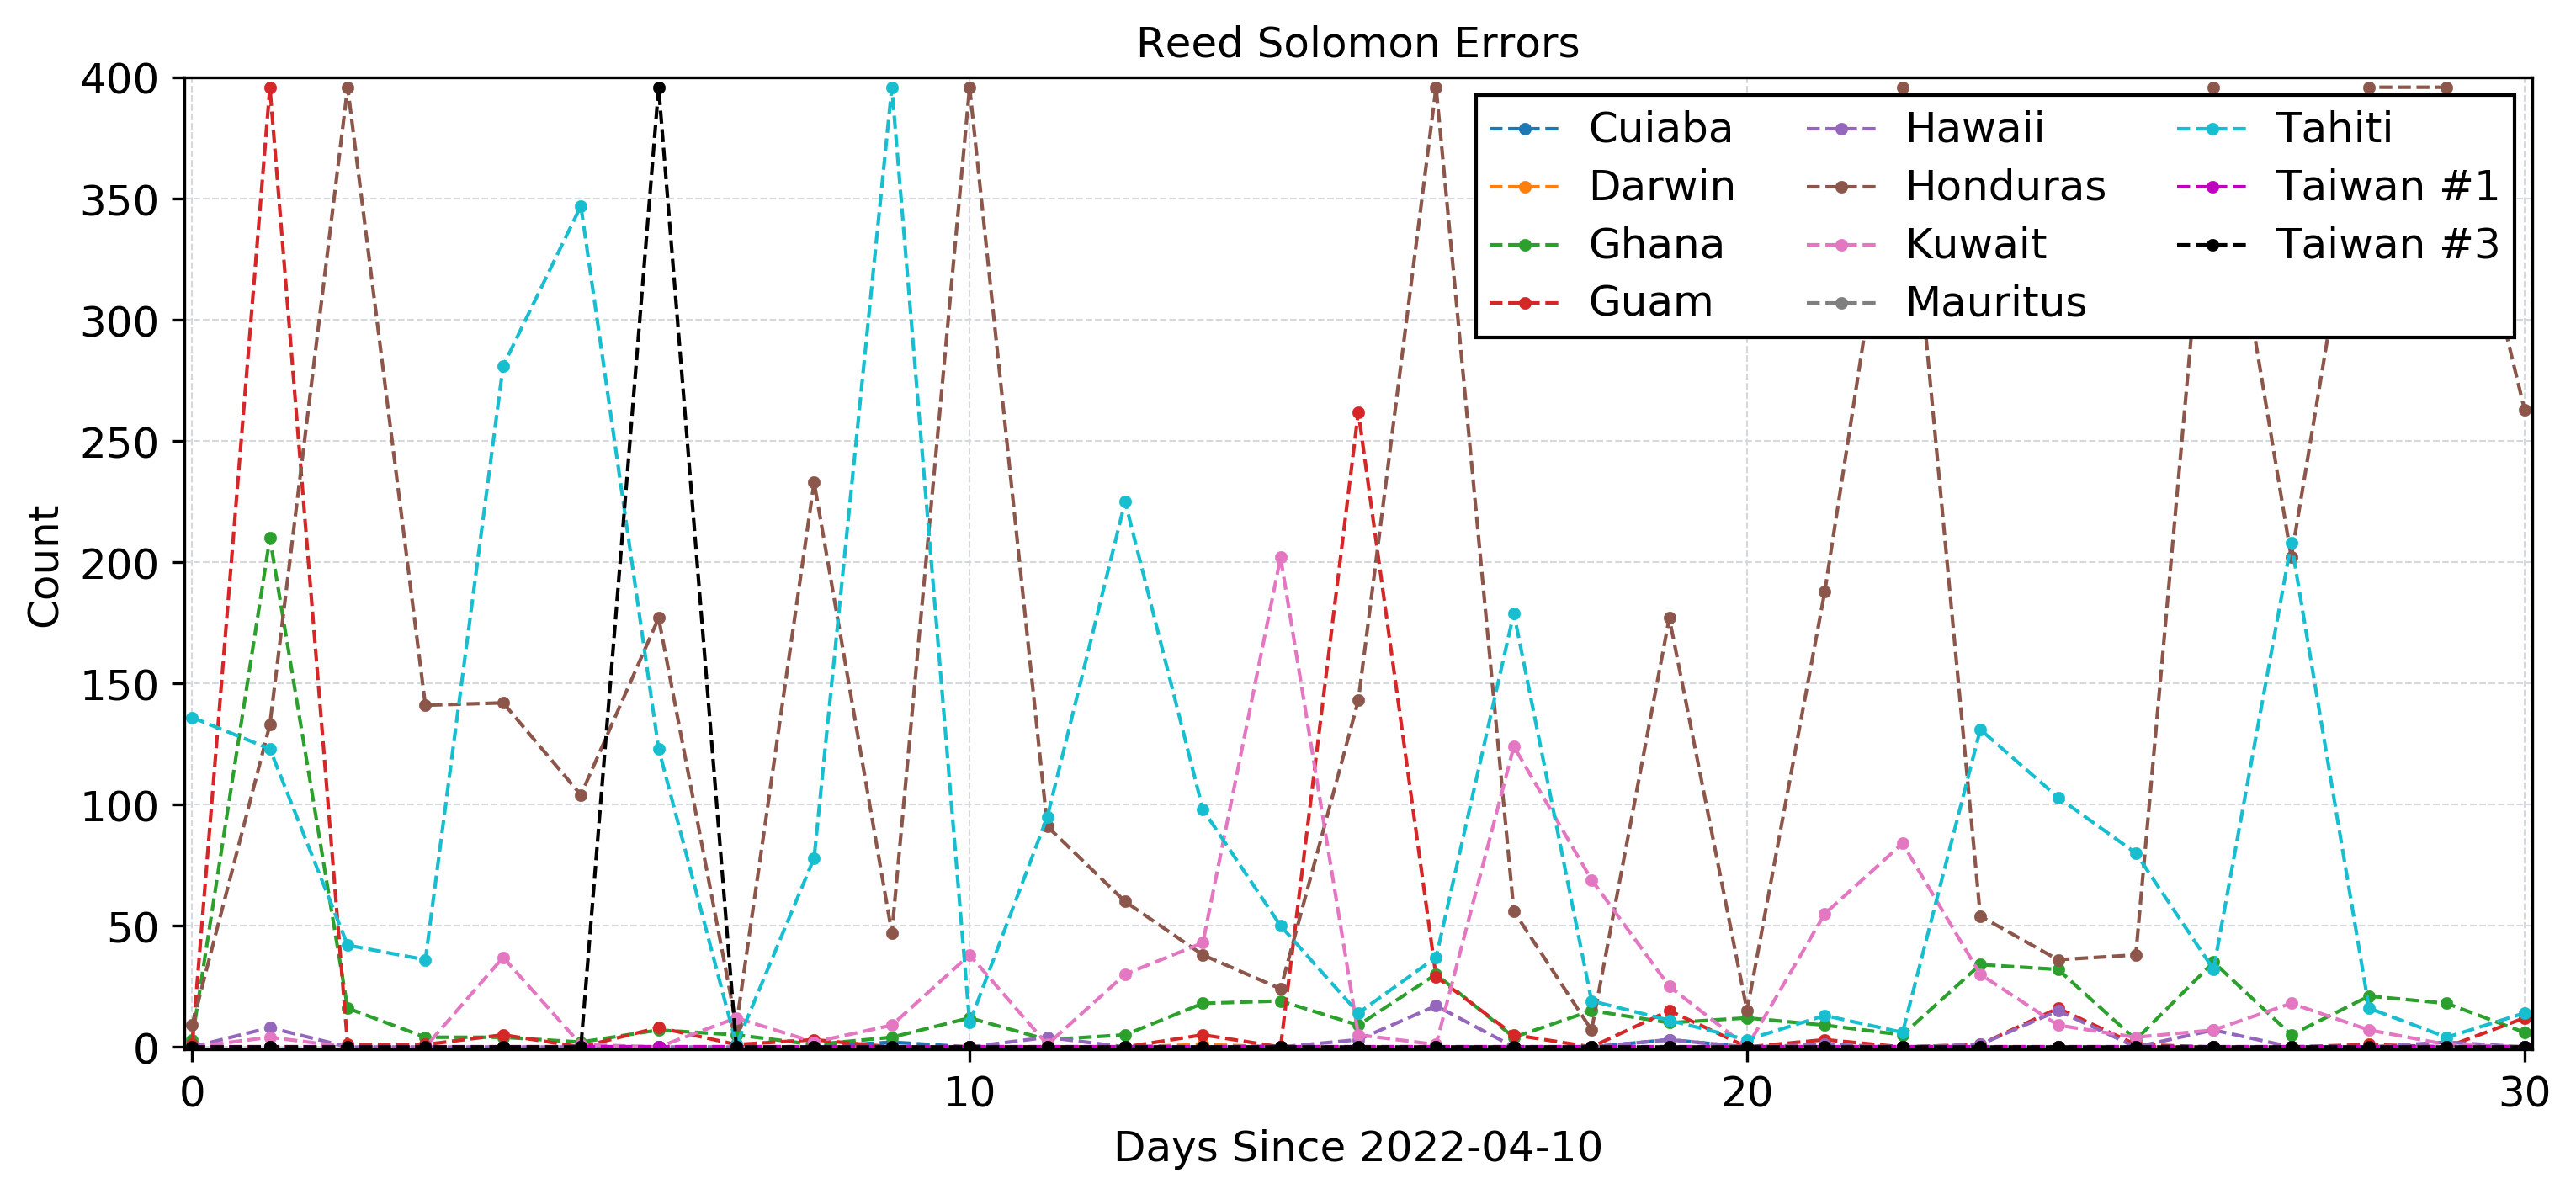 Reed Solomon Errors
400
350
300
250
200
150
100
50
0
Count
Cuiaba
Darwin
Ghana
Guam
Hawaii
Honduras
Kuwait
Mauritus
Tahiti
Taiwan #1
Taiwan #3
0 10 20 30
Days Since 2022-04-10